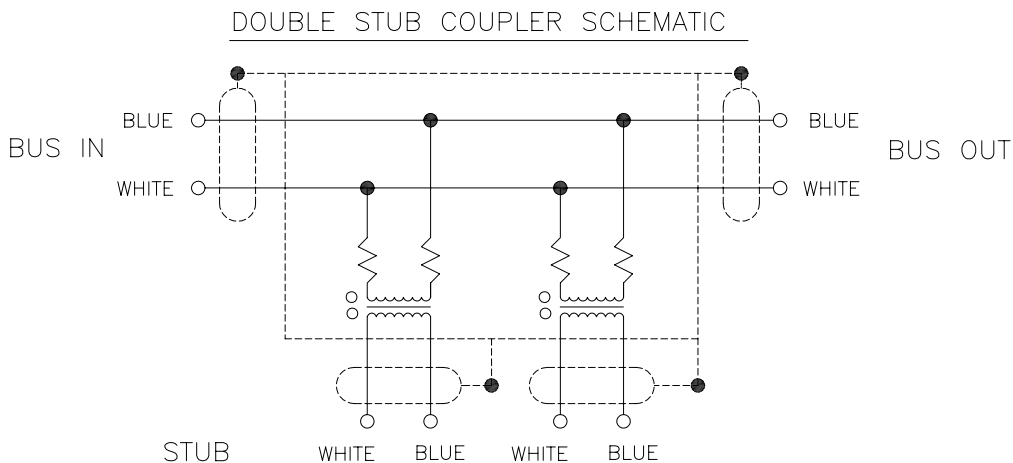 DOUBLE STUB COUPLER SCHEMATIC
BLUE
BLUE
BUS IN
BUS OUT
WHITE
WHITE
STUB
WHITE
BLUE
WHITE
BLUE